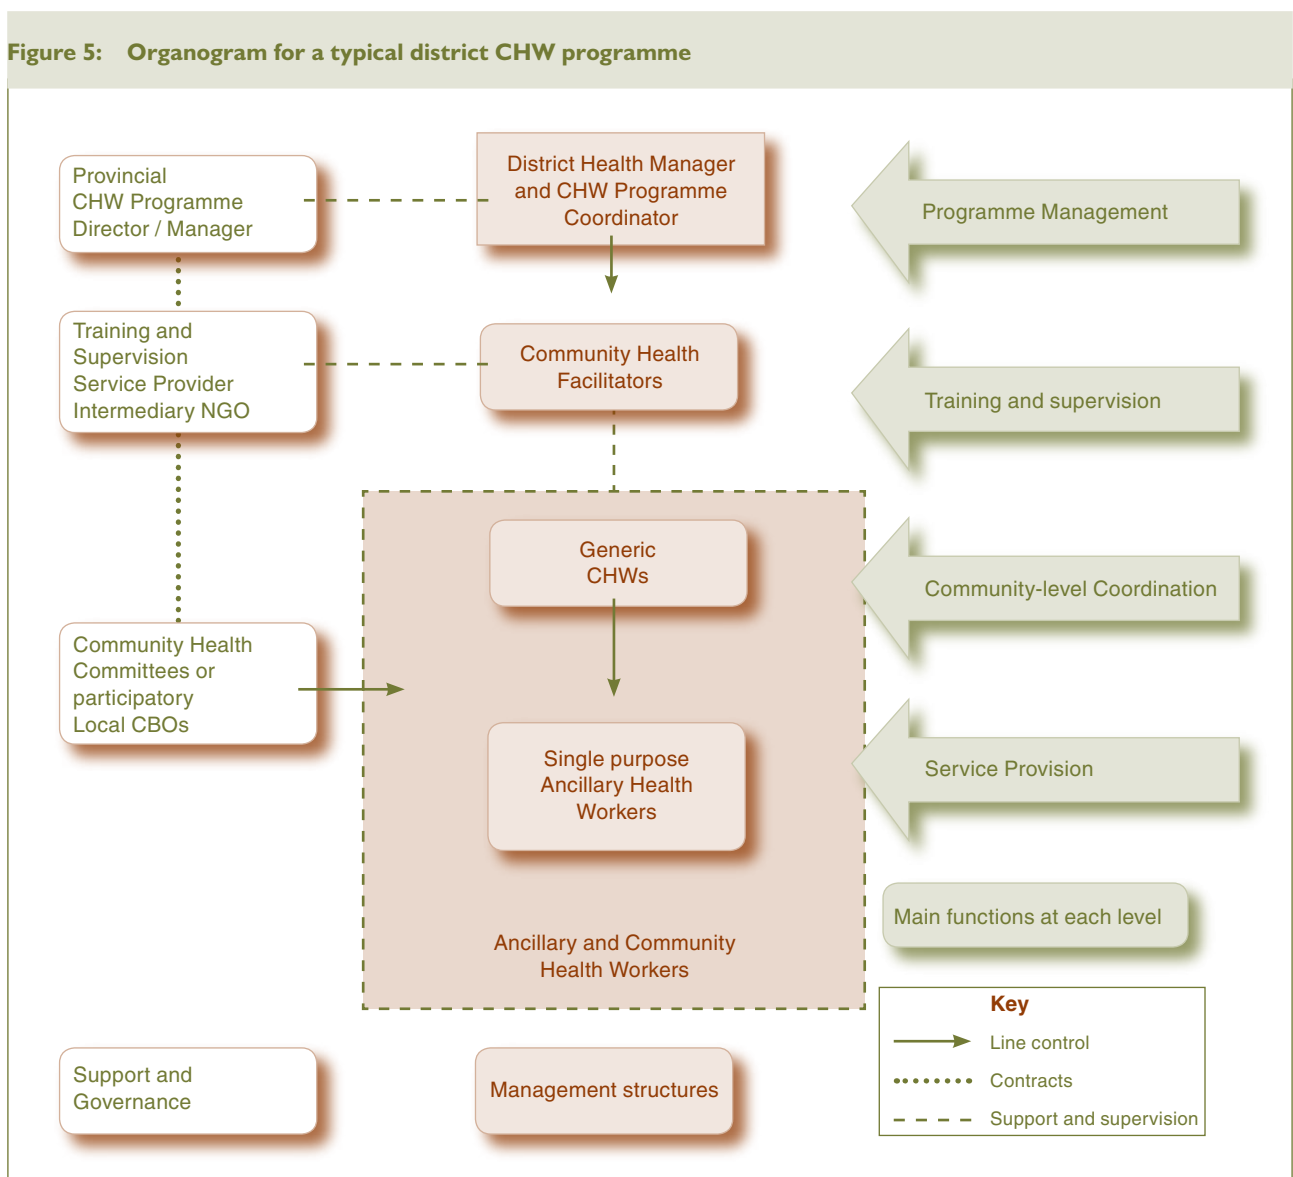 Figure 5: Organogram for a typical district CHW programme
Provincial
CHW Programme
Director / Manager
District Health Manager
and CHW Programme
Coordinator
Programme Management
Training and
Supervision
Service Provider
Intermediary NGO
Community Health
Facilitators
Training and supervision
Generic
CHWs
Community-level Coordination
Community Health
Committees or
participatory
Local CBOs
Single purpose
Ancillary Health
Workers
Service Provision
Ancillary and Community
Health Workers
Main functions at each level
Support and
Governance
Management structures
Key
Line control
Contracts
Support and supervision